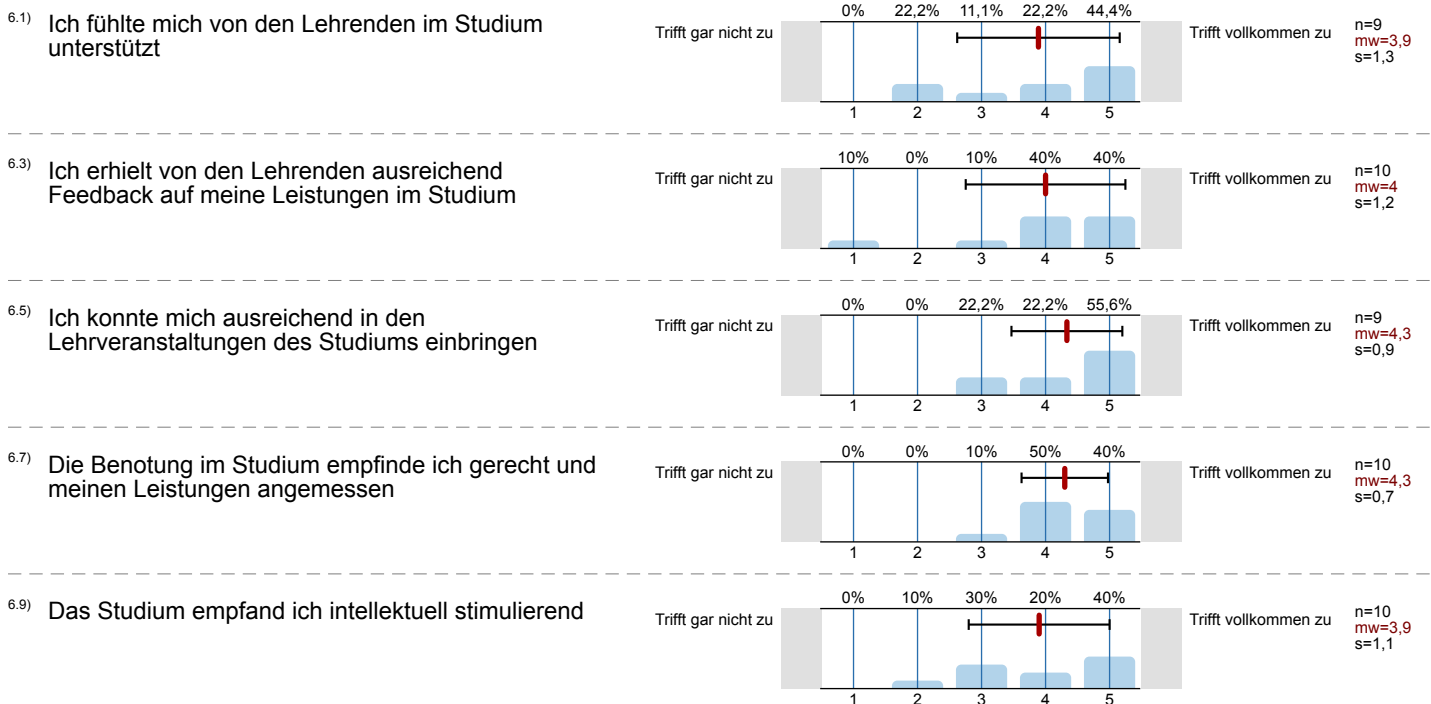 6.1) Ich fühlte mich von den Lehrenden im Studium
unterstützt
Trifft gar nicht zu
0% 22,2% 11,1% 22,2% 44,4%
1 2 3 4 5
Trifft vollkommen zu
n=9
mw=3,9
s=1,3
6.3) Ich erhielt von den Lehrenden ausreichend
Feedback auf meine Leistungen im Studium
Trifft gar nicht zu
10% 0% 10% 40% 40%
1 2 3 4 5
Trifft vollkommen zu
n=10
mw=4
s=1,2
6.5) Ich konnte mich ausreichend in den
Lehrveranstaltungen des Studiums einbringen
Trifft gar nicht zu
0% 0% 22,2% 22,2% 55,6%
1 2 3 4 5
Trifft vollkommen zu
n=9
mw=4,3
s=0,9
6.7) Die Benotung im Studium empfinde ich gerecht und
meinen Leistungen angemessen
Trifft gar nicht zu
0% 0% 10% 50% 40%
1 2 3 4 5
Trifft vollkommen zu
n=10
mw=4,3
s=0,7
6.9) Das Studium empfand ich intellektuell stimulierend
Trifft gar nicht zu
0% 10% 30% 20% 40%
1 2 3 4 5
Trifft vollkommen zu
n=10
mw=3,9
s=1,1